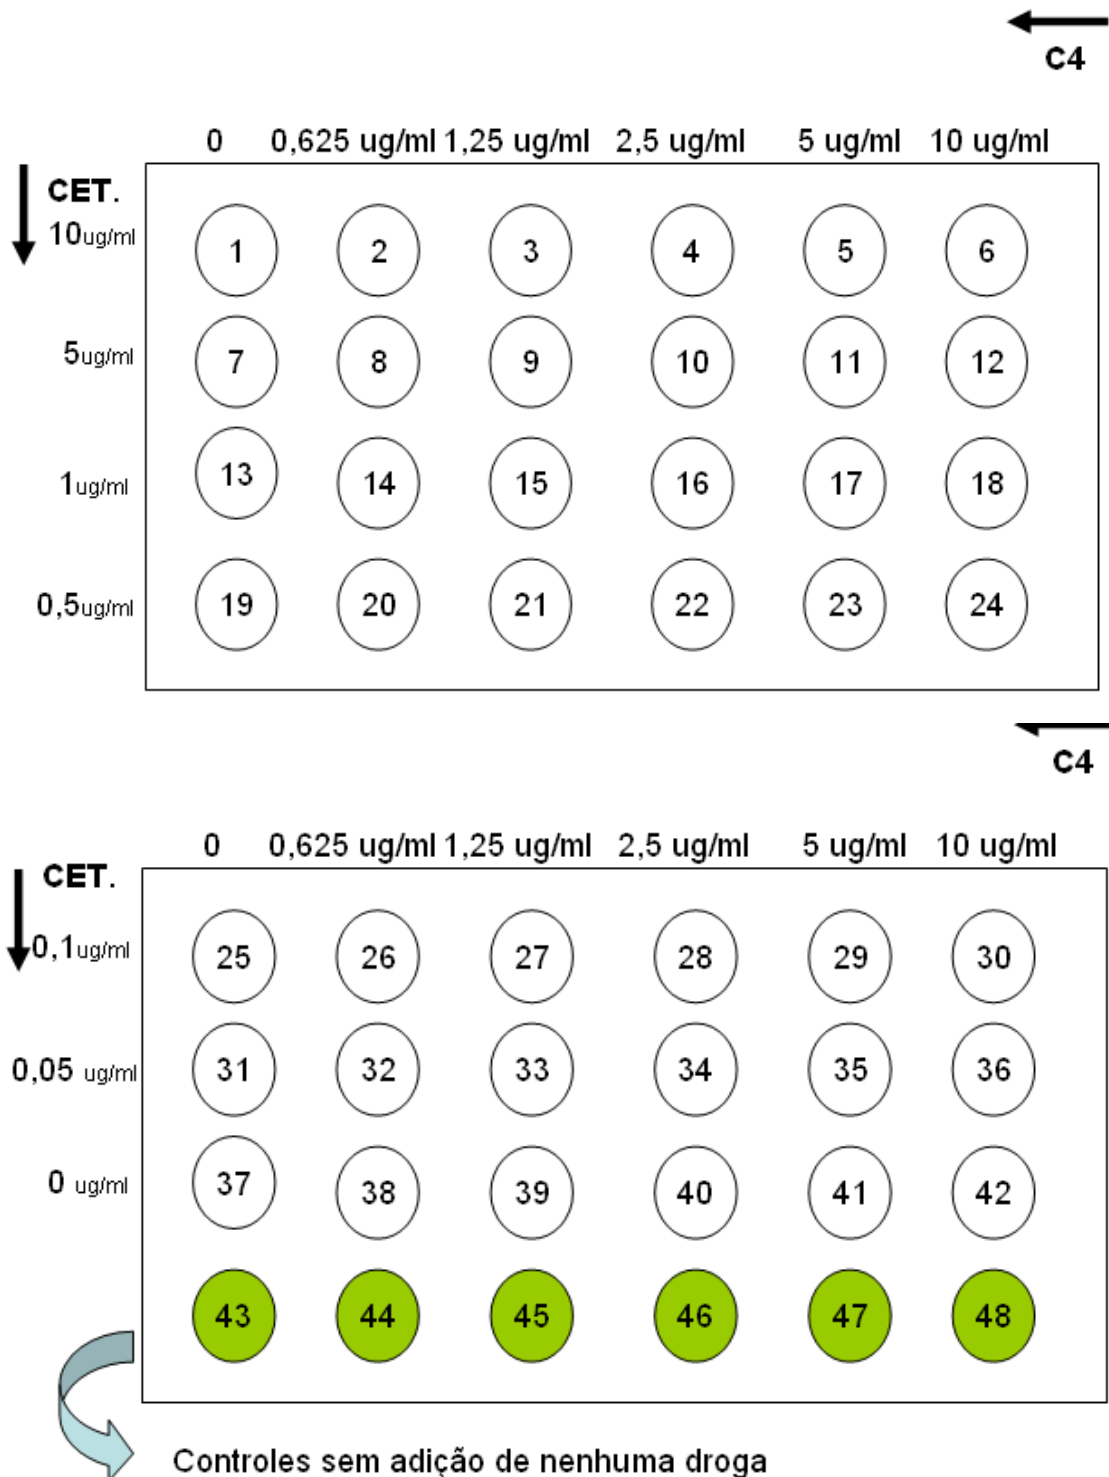 C4
0 0,625 ug/ml 1,25 ug/ml 2,5 ug/ml 5 ug/ml 10 ug/ml
CET.
10ug/ml 1 2 3 4 5 6
5ug/ml 7 8 9 10 11 12
1ug/ml 13 14 15 16 17 18
0,5ug/ml 19 20 21 22 23 24
C4
0 0,625 ug/ml 1,25 ug/ml 2,5 ug/ml 5 ug/ml 10 ug/ml
CET.
0,1ug/ml 25 26 27 28 29 30
0,05 ug/ml 31 32 33 34 35 36
0 ug/ml 37 38 39 40 41 42
43 44 45 46 47 48
Controles sem adição de nenhuma droga